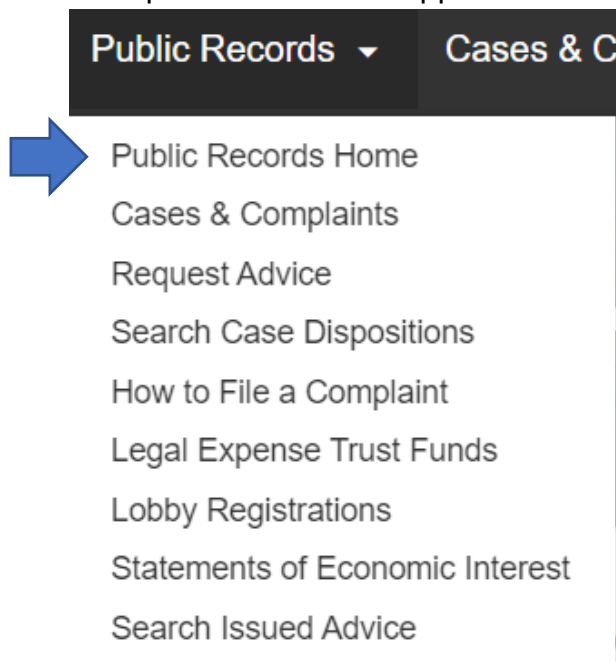 Public Records Cases & C
Public Records Home
Cases & Complaints
Request Advice
Search Case Dispositions
How to File a Complaint
Legal Expense Trust Funds
Lobby Registrations
Statements of Economic Interest
Search Issued Advice